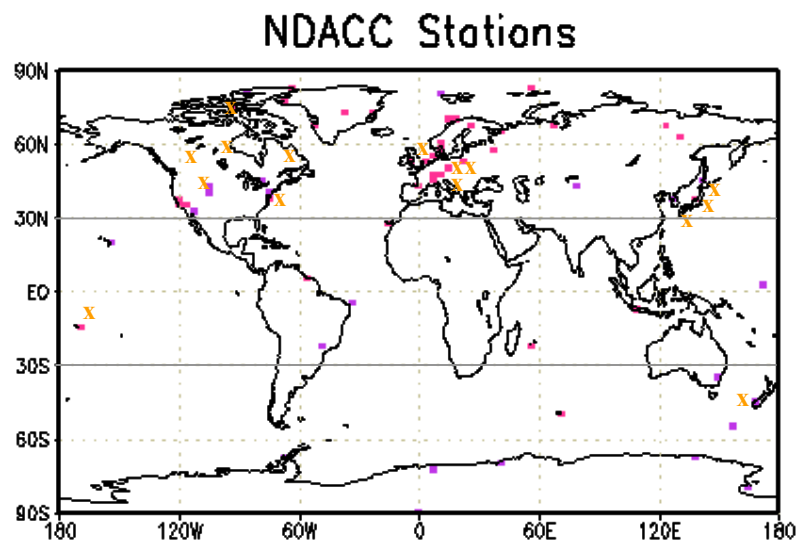 NDACC Stations
90N
60N
30N
EQ
30S
60S
90S
180 120W 60W 0 60E 120E 180
X
X X X X
X X X
X X X
X X
X
X
X